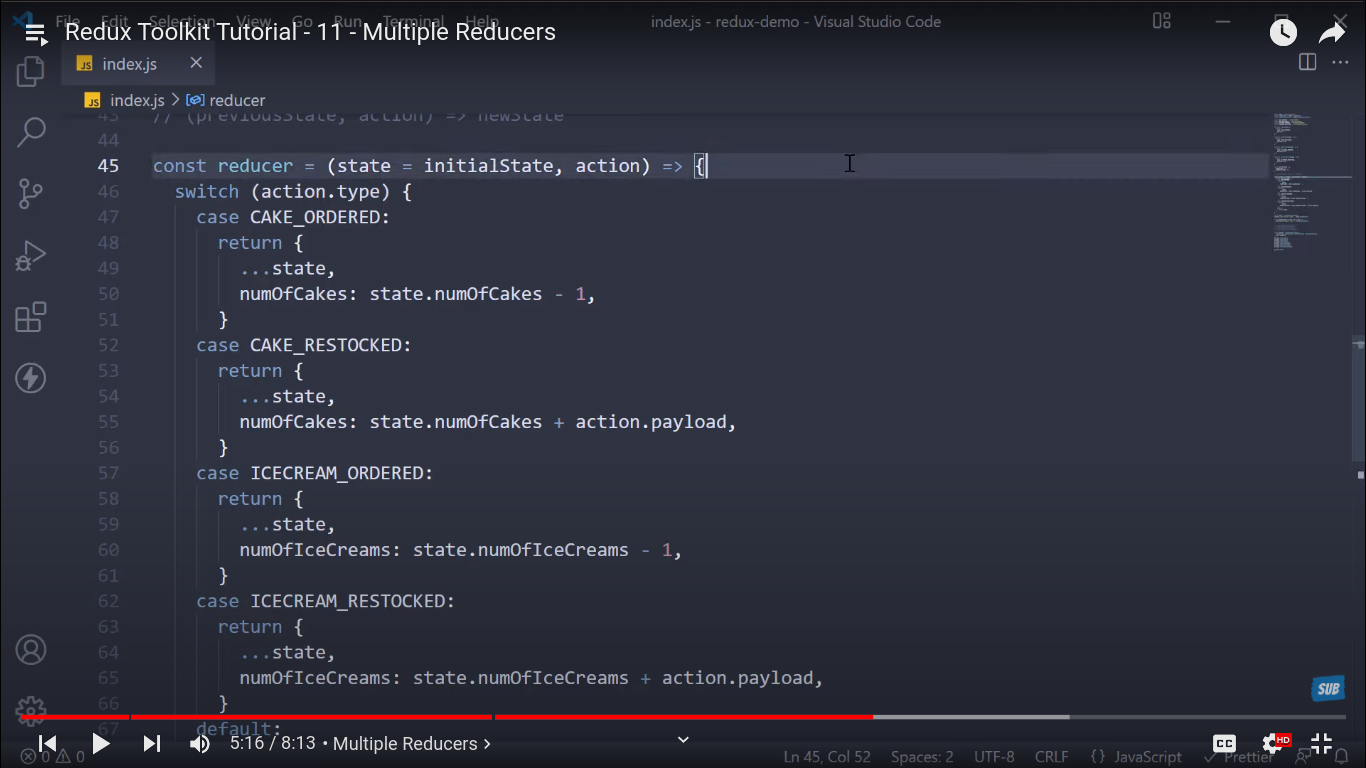 File Edit Selection View Go Run Terminal Help
index.js - redux-demo - Visual Studio Code
Redux Toolkit Tutorial - 11 - Multiple Reducers
JS index.js
JS index.js > reducer
43 // (previousState, action) => newState
44
45 const reducer = (state = initialState, action) => {
46 switch (action.type) {
47 case CAKE_ORDERED:
48 return {
49 ...state,
50 numOfCakes: state.numOfCakes - 1,
51 }
52 case CAKE_RESTOCKED:
53 return {
54 ...state,
55 numOfCakes: state.numOfCakes + action.payload,
56 }
57 case ICECREAM_ORDERED:
58 return {
59 ...state,
60 numOfIceCreams: state.numOfIceCreams - 1,
61 }
62 case ICECREAM_RESTOCKED:
63 return {
64 ...state,
65 numOfIceCreams: state.numOfIceCreams + action.payload,
66 }
67 default:
SUB
5:16 / 8:13 • Multiple Reducers >
CC HD
0 0 Ln 45, Col 52 Spaces: 2 UTF-8 CRLF {} JavaScript Prettier